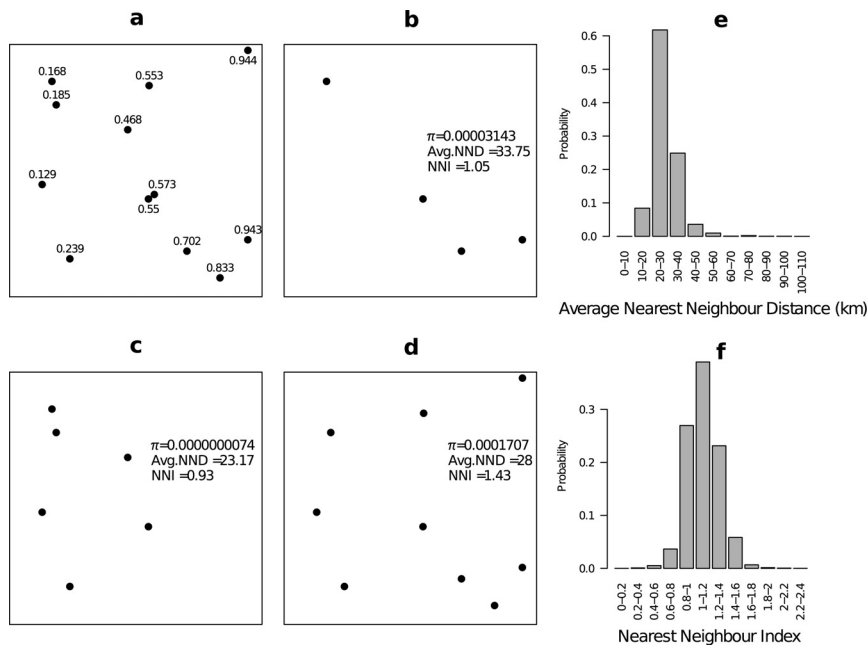 a
0.944
0.168
0.553
0.185
0.468
0.129
0.573
0.55
0.943
0.702
0.239
0.833
b
π=0.00003143
Avg.NND =33.75
NNI =1.05
e
Probability
0.6
0.5
0.4
0.3
0.2
0.1
0.0
0−10
10−20
20−30
30−40
40−50
50−60
60−70
70−80
80−90
90−100
100−110
Average Nearest Neighbour Distance (km)
c
π=0.0000000074
Avg.NND =23.17
NNI =0.93
d
π=0.0001707
Avg.NND =28
NNI =1.43
f
Probability
0.3
0.2
0.1
0.0
0−0.2
0.2−0.4
0.4−0.6
0.6−0.8
0.8−1
1−1.2
1.2−1.4
1.4−1.6
1.6−1.8
1.8−2
2−2.2
2.2−2.4
Nearest Neighbour Index